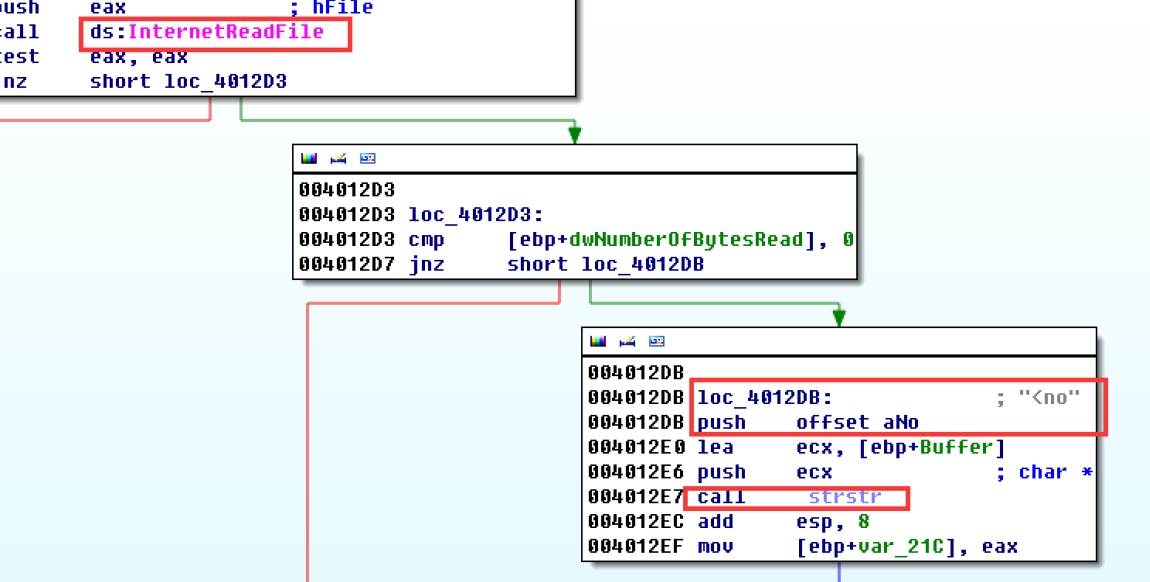 push    eax                ; hFile
call    ds:InternetReadFile
test    eax, eax
jnz     short loc_4012D3
004012D3
004012D3 loc_4012D3:
004012D3 cmp     [ebp+dwNumberOfBytesRead], 0
004012D7 jnz     short loc_4012DB
004012DB
004012DB loc_4012DB:             ; "<no"
004012DB push    offset aNo
004012E0 lea     ecx, [ebp+Buffer]
004012E6 push    ecx             ; char *
004012E7 call    _strstr
004012EC add     esp, 8
004012EF mov     [ebp+var_21C], eax